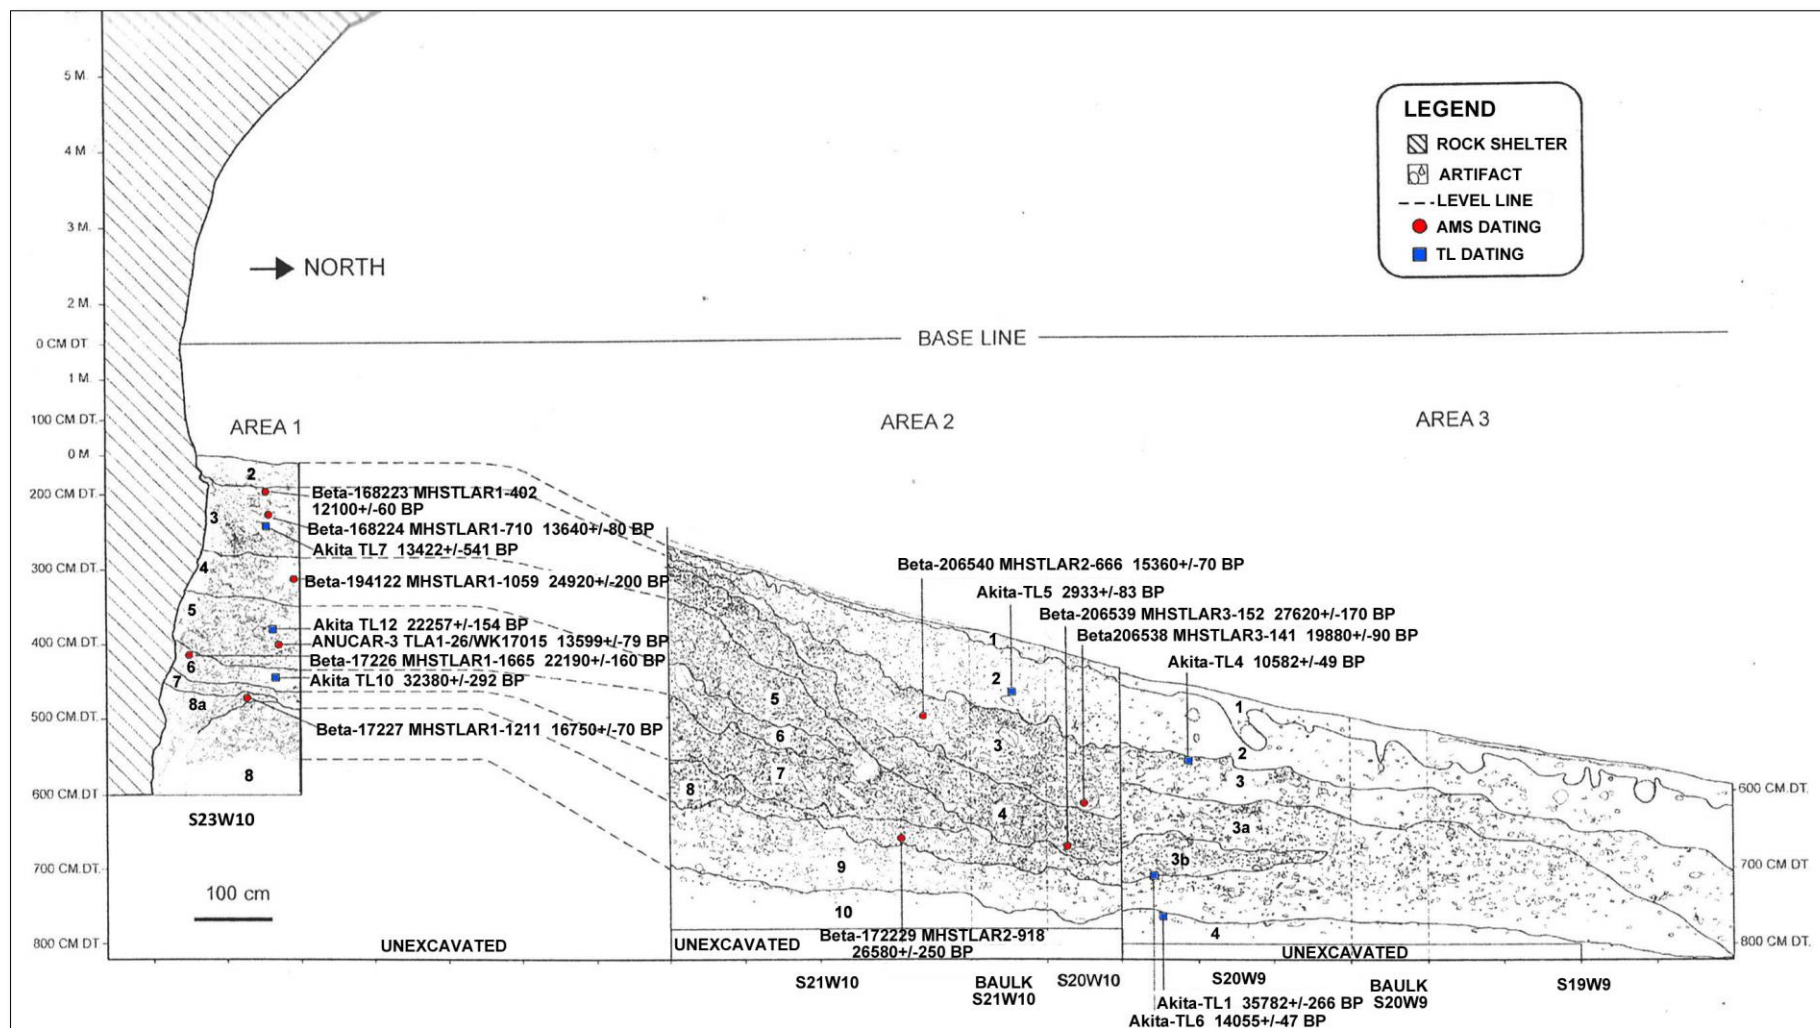 5 M.
4 M.
3 M.
2 M.
0 CM DT.
1 M.
100 CM DT.
0 M
200 CM DT.
300 CM DT.
400 CM DT.
500 CM DT.
600 CM DT.
700 CM DT.
800 CM DT.
LEGEND
ROCK SHELTER
ARTIFACT
LEVEL LINE
AMS DATING
TL DATING
NORTH
BASE LINE
AREA 1
AREA 2
AREA 3
2
3
4
5
6
7
8a
8
Beta-168223 MHSTLAR1-402
12100+/-60 BP
Beta-168224 MHSTLAR1-710 13640+/-80 BP
Akita TL7 13422+/-541 BP
Beta-194122 MHSTLAR1-1059 24920+/-200 BP
Akita TL12 22257+/-154 BP
ANUCAR-3 TLA1-26/WK17015 13599+/-79 BP
Beta-17226 MHSTLAR1-1665 22190+/-160 BP
Akita TL10 32380+/-292 BP
Beta-17227 MHSTLAR1-1211 16750+/-70 BP
S23W10
100 cm
UNEXCAVATED
Beta-206540 MHSTLAR2-666 15360+/-70 BP
Akita-TL5 2933+/-83 BP
Beta-206539 MHSTLAR3-152 27620+/-170 BP
Beta206538 MHSTLAR3-141 19880+/-90 BP
Akita-TL4 10582+/-49 BP
1
2
3
4
5
6
7
8
9
10
UNEXCAVATED
Beta-172229 MHSTLAR2-918
26580+/-250 BP
1
2
3
3a
3b
4
UNEXCAVATED
600 CM DT.
700 CM DT.
800 CM DT.
S21W10
BAULK
S21W10
S20W10
S20W9
BAULK
S20W9
S19W9
Akita-TL1 35782+/-266 BP
Akita-TL6 14055+/-47 BP